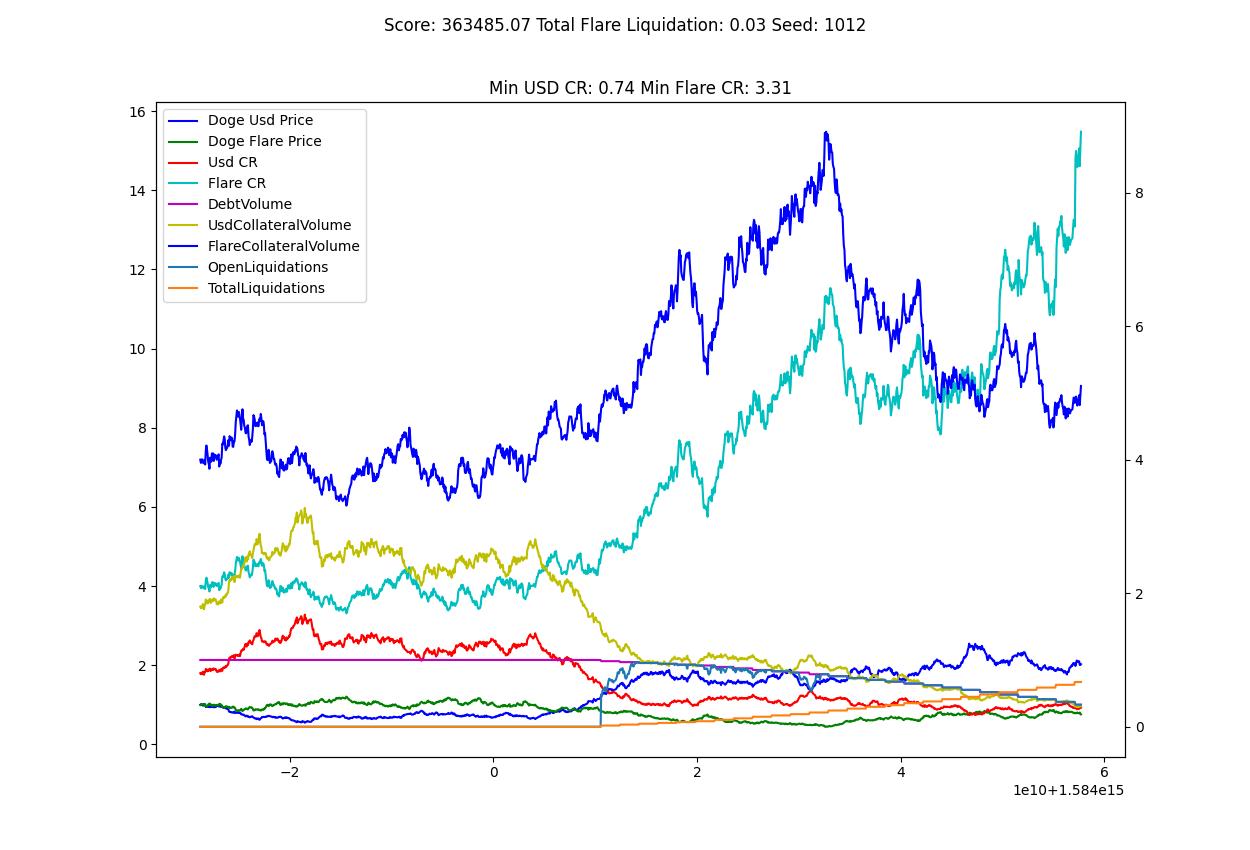 Score: 363485.07 Total Flare Liquidation: 0.03 Seed: 1012
Min USD CR: 0.74 Min Flare CR: 3.31
Doge Usd Price
Doge Flare Price
Usd CR
Flare CR
DebtVolume
UsdCollateralVolume
FlareCollateralVolume
OpenLiquidations
TotalLiquidations
16
14
12
10
8
6
4
2
0
8
6
4
2
0
−2
0
2
4
6
1e10+1.584e15